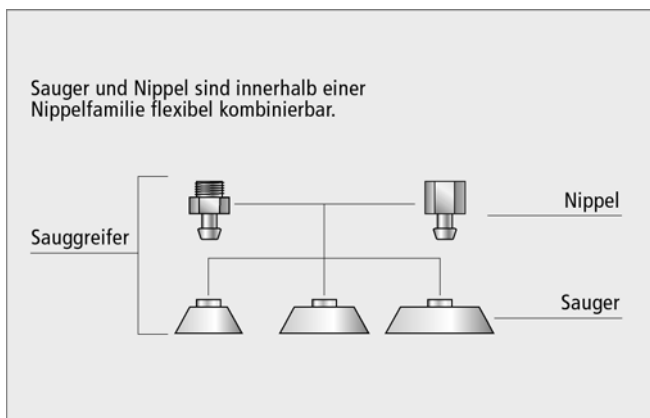 Sauger und Nippel sind innerhalb einer
Nippelfamilie flexibel kombinierbar.
Nippel
Sauggreifer
Sauger